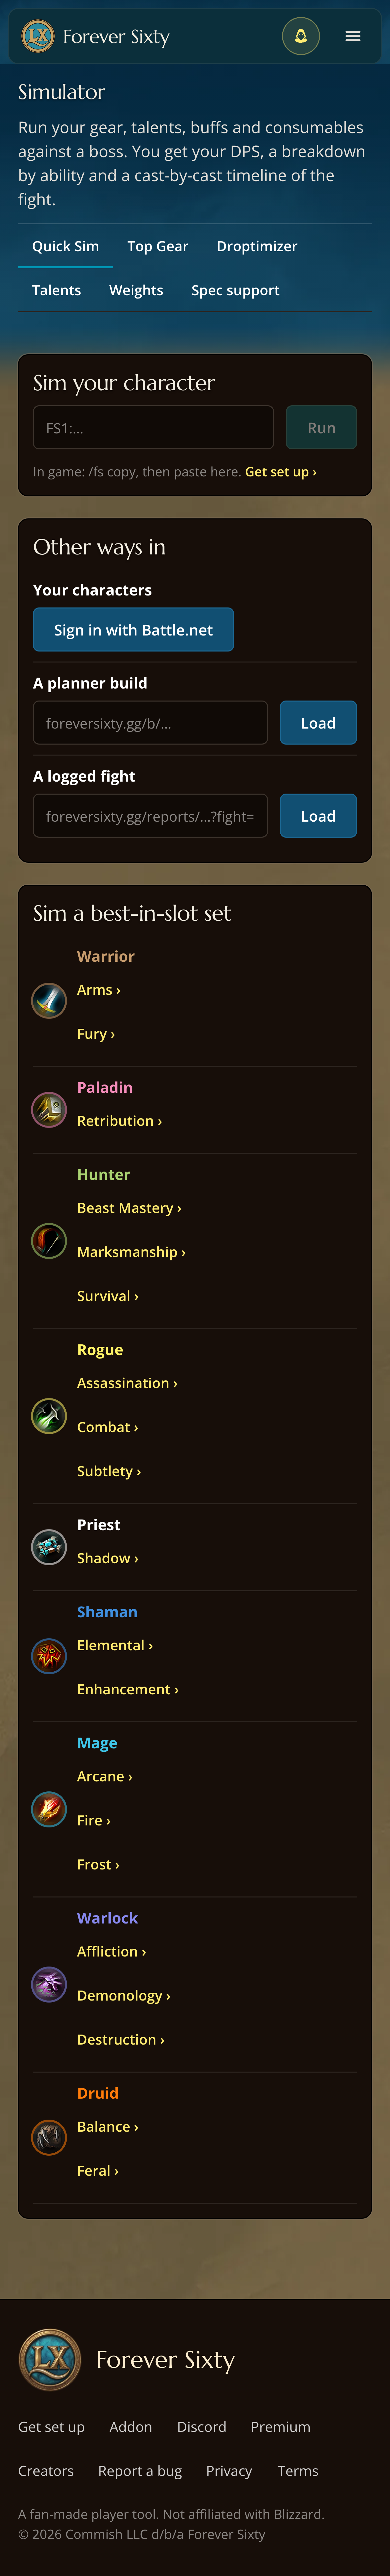 LX
Forever Sixty
Simulator
Run your gear, talents, buffs and consumables
against a boss. You get your DPS, a breakdown
by ability and a cast-by-cast timeline of the
fight.
Quick Sim Top Gear Droptimizer
Talents Weights Spec support
Sim your character
FS1:... Run
In game: /fs copy, then paste here. Get set up ›
Other ways in
Your characters
Sign in with Battle.net
A planner build
foreversixty.gg/b/... Load
A logged fight
foreversixty.gg/reports/...?fight= Load
Sim a best-in-slot set
Warrior
Arms ›
Fury ›
Paladin
Retribution ›
Hunter
Beast Mastery ›
Marksmanship ›
Survival ›
Rogue
Assassination ›
Combat ›
Subtlety ›
Priest
Shadow ›
Shaman
Elemental ›
Enhancement ›
Mage
Arcane ›
Fire ›
Frost ›
Warlock
Affliction ›
Demonology ›
Destruction ›
Druid
Balance ›
Feral ›
LX
Forever Sixty
Get set up Addon Discord Premium
Creators Report a bug Privacy Terms
A fan-made player tool. Not affiliated with Blizzard.
© 2026 Commish LLC d/b/a Forever Sixty